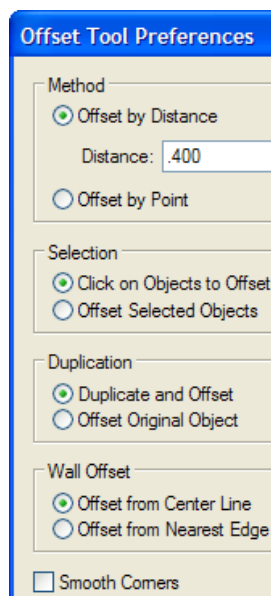 Offset Tool Preferences
Method
Offset by Distance
Distance: .400
Offset by Point
Selection
Click on Objects to Offset
Offset Selected Objects
Duplication
Duplicate and Offset
Offset Original Object
Wall Offset
Offset from Center Line
Offset from Nearest Edge
Smooth Corners